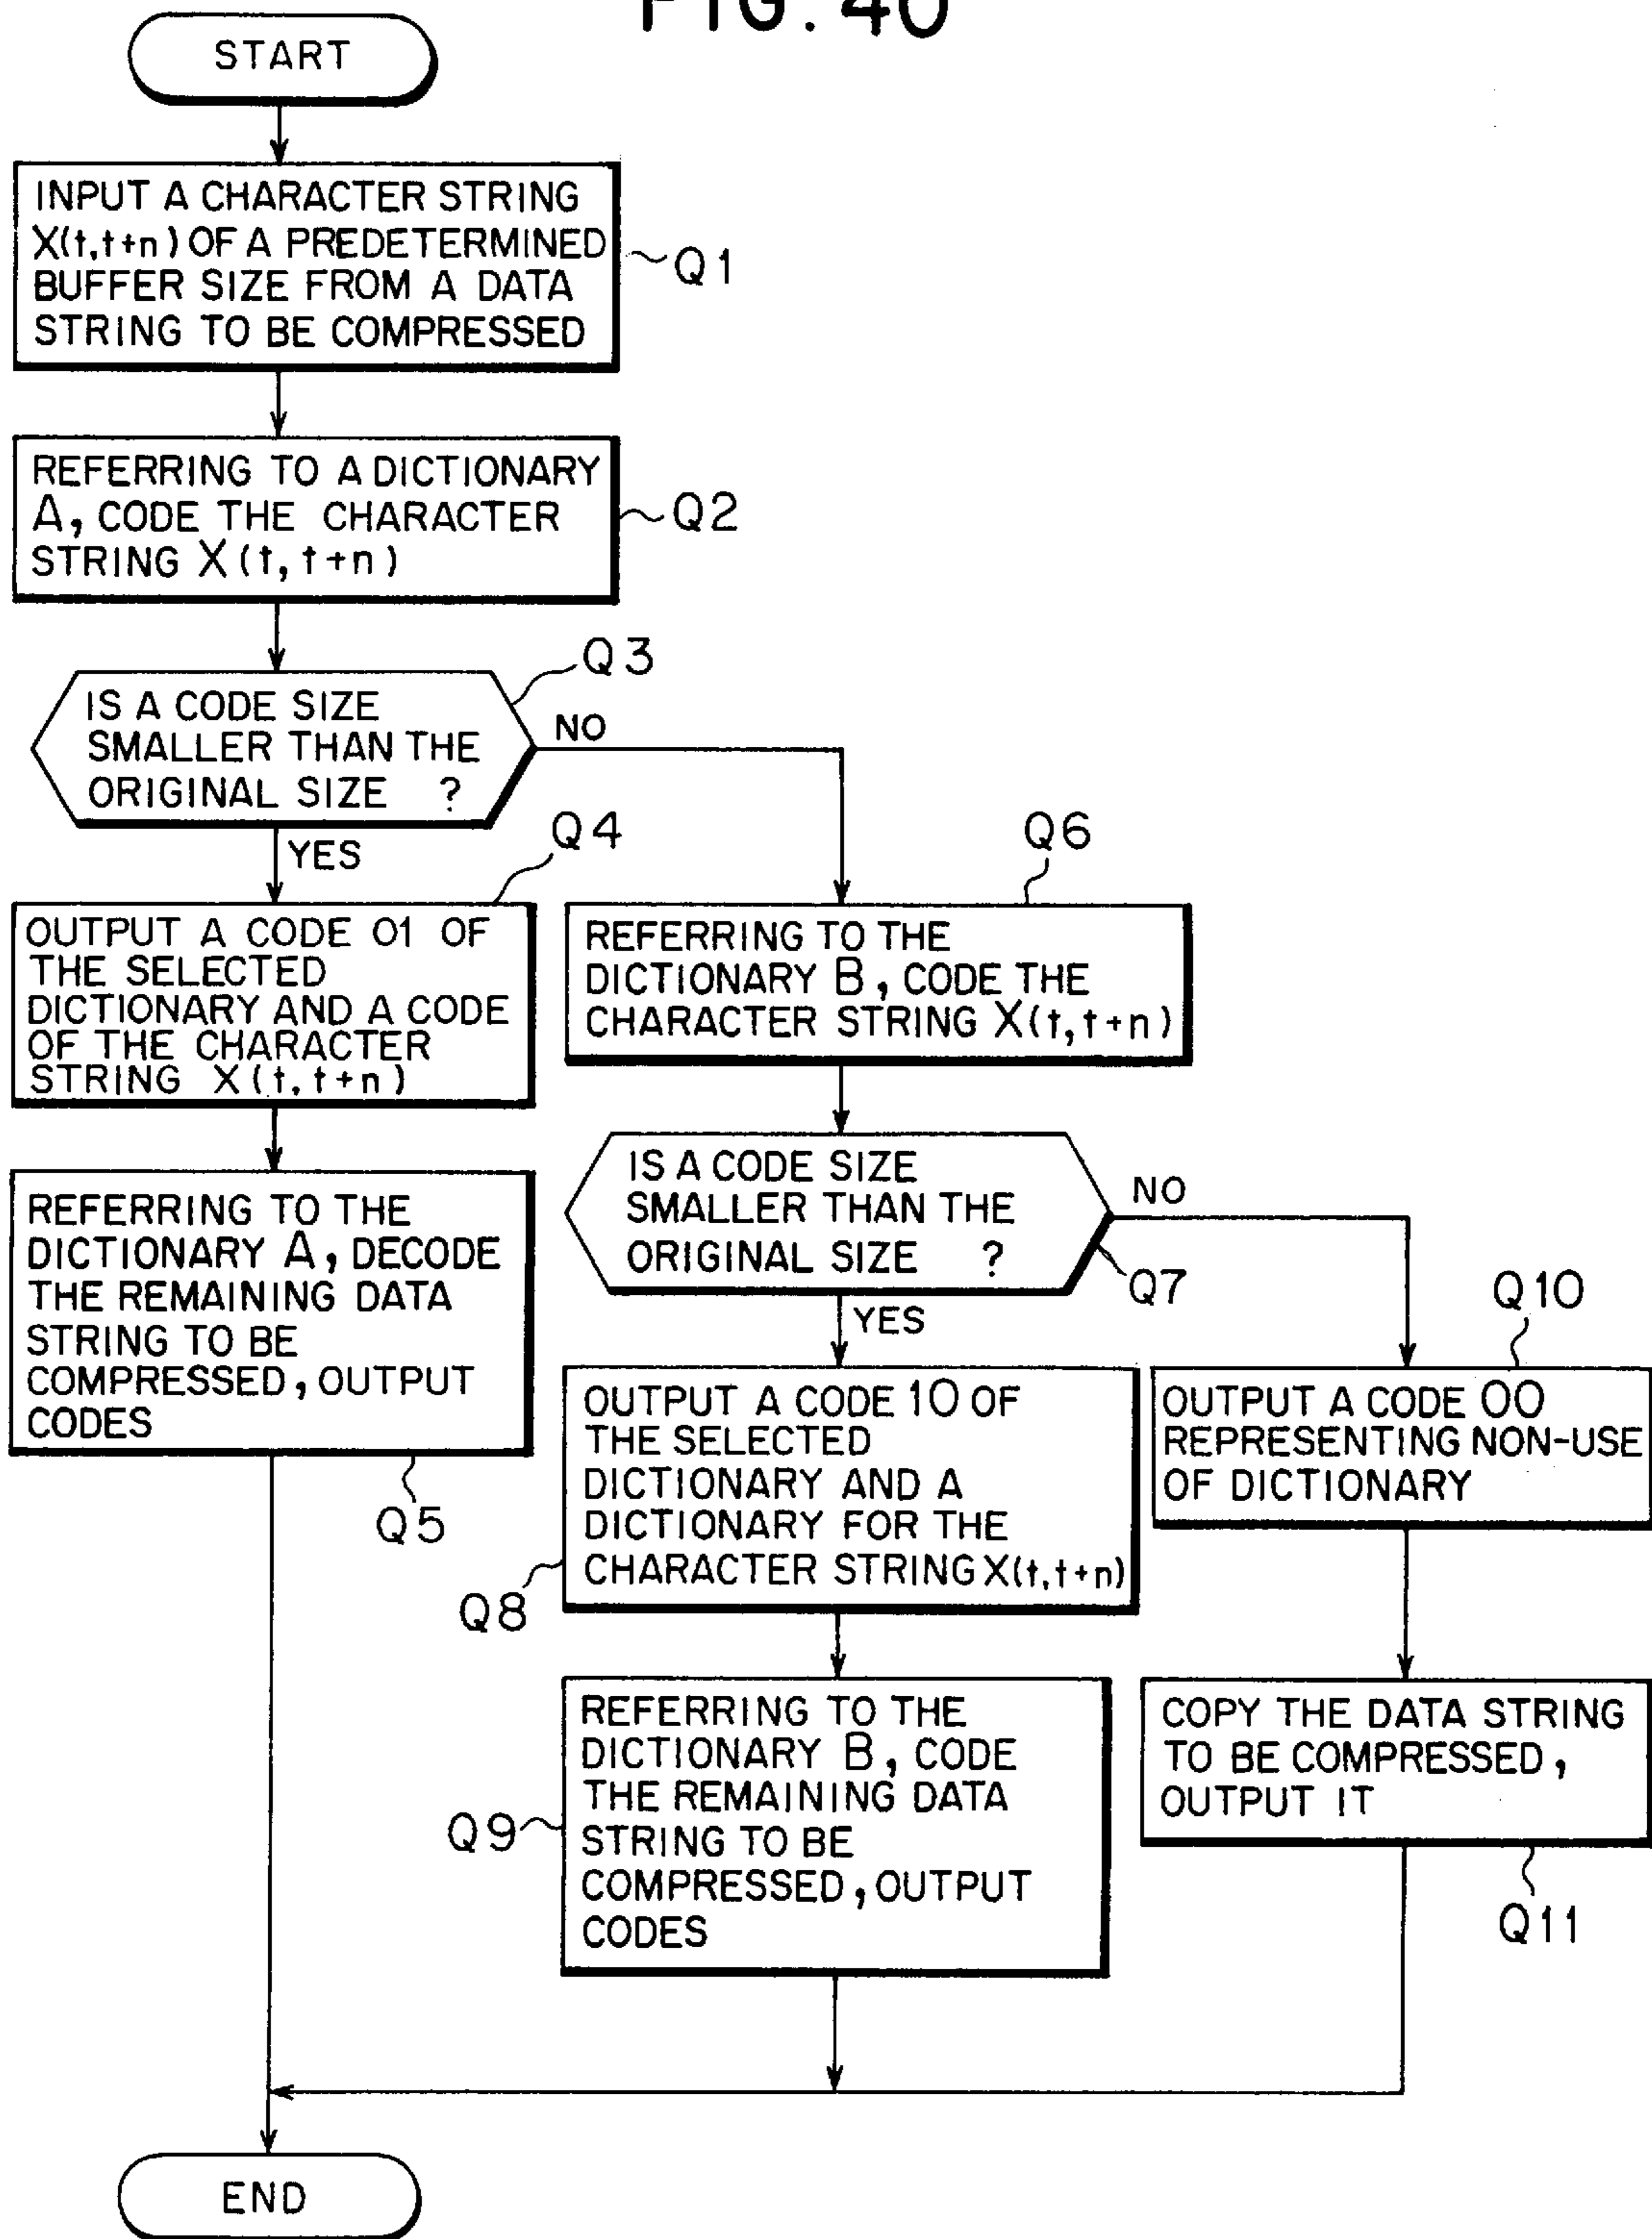 FIG. 40
START
INPUT A CHARACTER STRING
X(t,t+n) OF A PREDETERMINED
BUFFER SIZE FROM A DATA
STRING TO BE COMPRESSED
Q1
REFERRING TO A DICTIONARY
A, CODE THE CHARACTER
STRING X(t,t+n)
Q2
IS A CODE SIZE
SMALLER THAN THE
ORIGINAL SIZE ?
Q3
NO
YES
Q4
OUTPUT A CODE 01 OF
THE SELECTED
DICTIONARY AND A CODE
OF THE CHARACTER
STRING X(t,t+n)
REFERRING TO THE
DICTIONARY A, DECODE
THE REMAINING DATA
STRING TO BE
COMPRESSED, OUTPUT
CODES
Q5
Q6
REFERRING TO THE
DICTIONARY B, CODE THE
CHARACTER STRING X(t,t+n)
IS A CODE SIZE
SMALLER THAN THE
ORIGINAL SIZE ?
NO
Q7
YES
OUTPUT A CODE 10 OF
THE SELECTED
DICTIONARY AND A
DICTIONARY FOR THE
CHARACTER STRING X(t,t+n)
Q8
REFERRING TO THE
DICTIONARY B, CODE
THE REMAINING DATA
STRING TO BE
COMPRESSED, OUTPUT
CODES
Q9
Q10
OUTPUT A CODE 00
REPRESENTING NON-USE
OF DICTIONARY
COPY THE DATA STRING
TO BE COMPRESSED,
OUTPUT IT
Q11
END